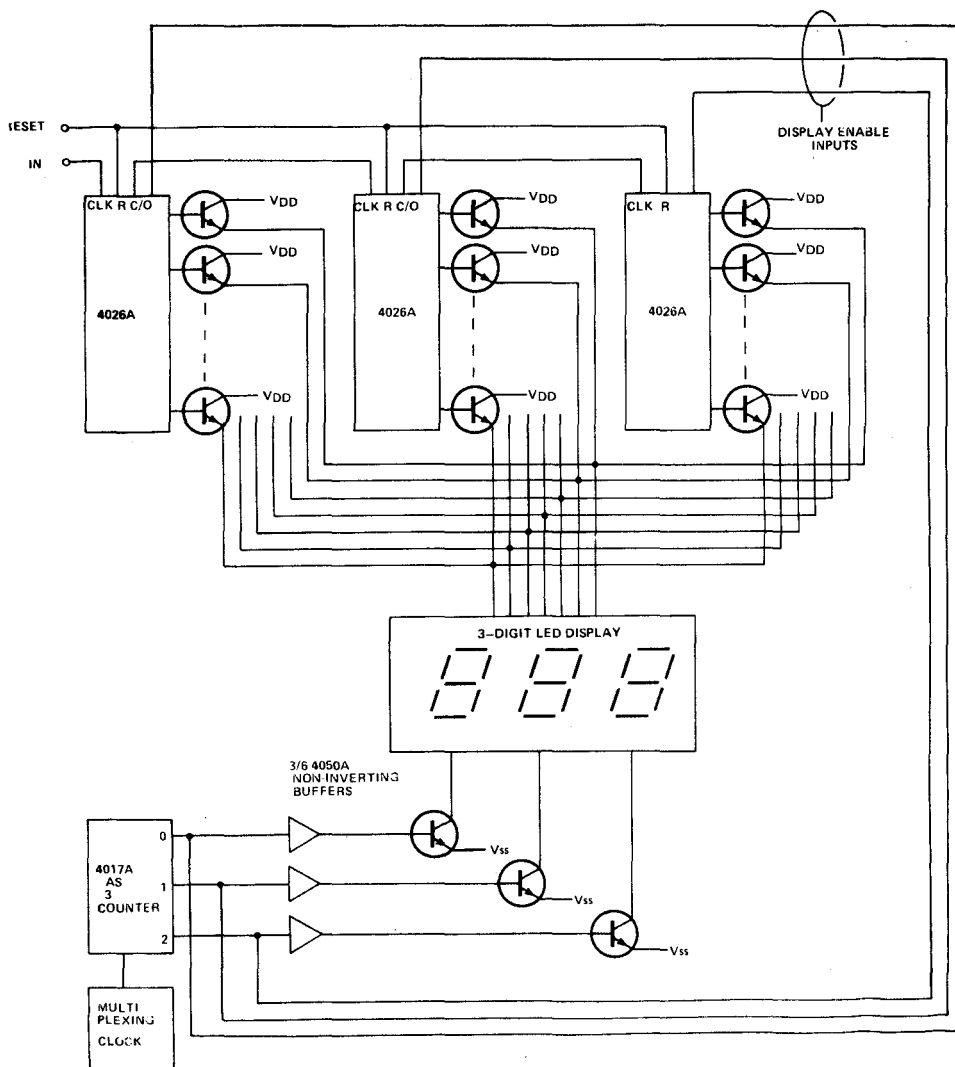 DISPLAY ENABLE
INPUTS
RESET
IN
CLK R C/O
CLK R C/O
CLK R
VDD
VDD
VDD
VDD
VDD
VDD
VDD
VDD
VDD
4026A
4026A
4026A
3-DIGIT LED DISPLAY
3/6 4050A
NON-INVERTING
BUFFERS
0
1
2
4017A
AS
3
COUNTER
Vss
Vss
Vss
MULTI
PLEXING
CLOCK